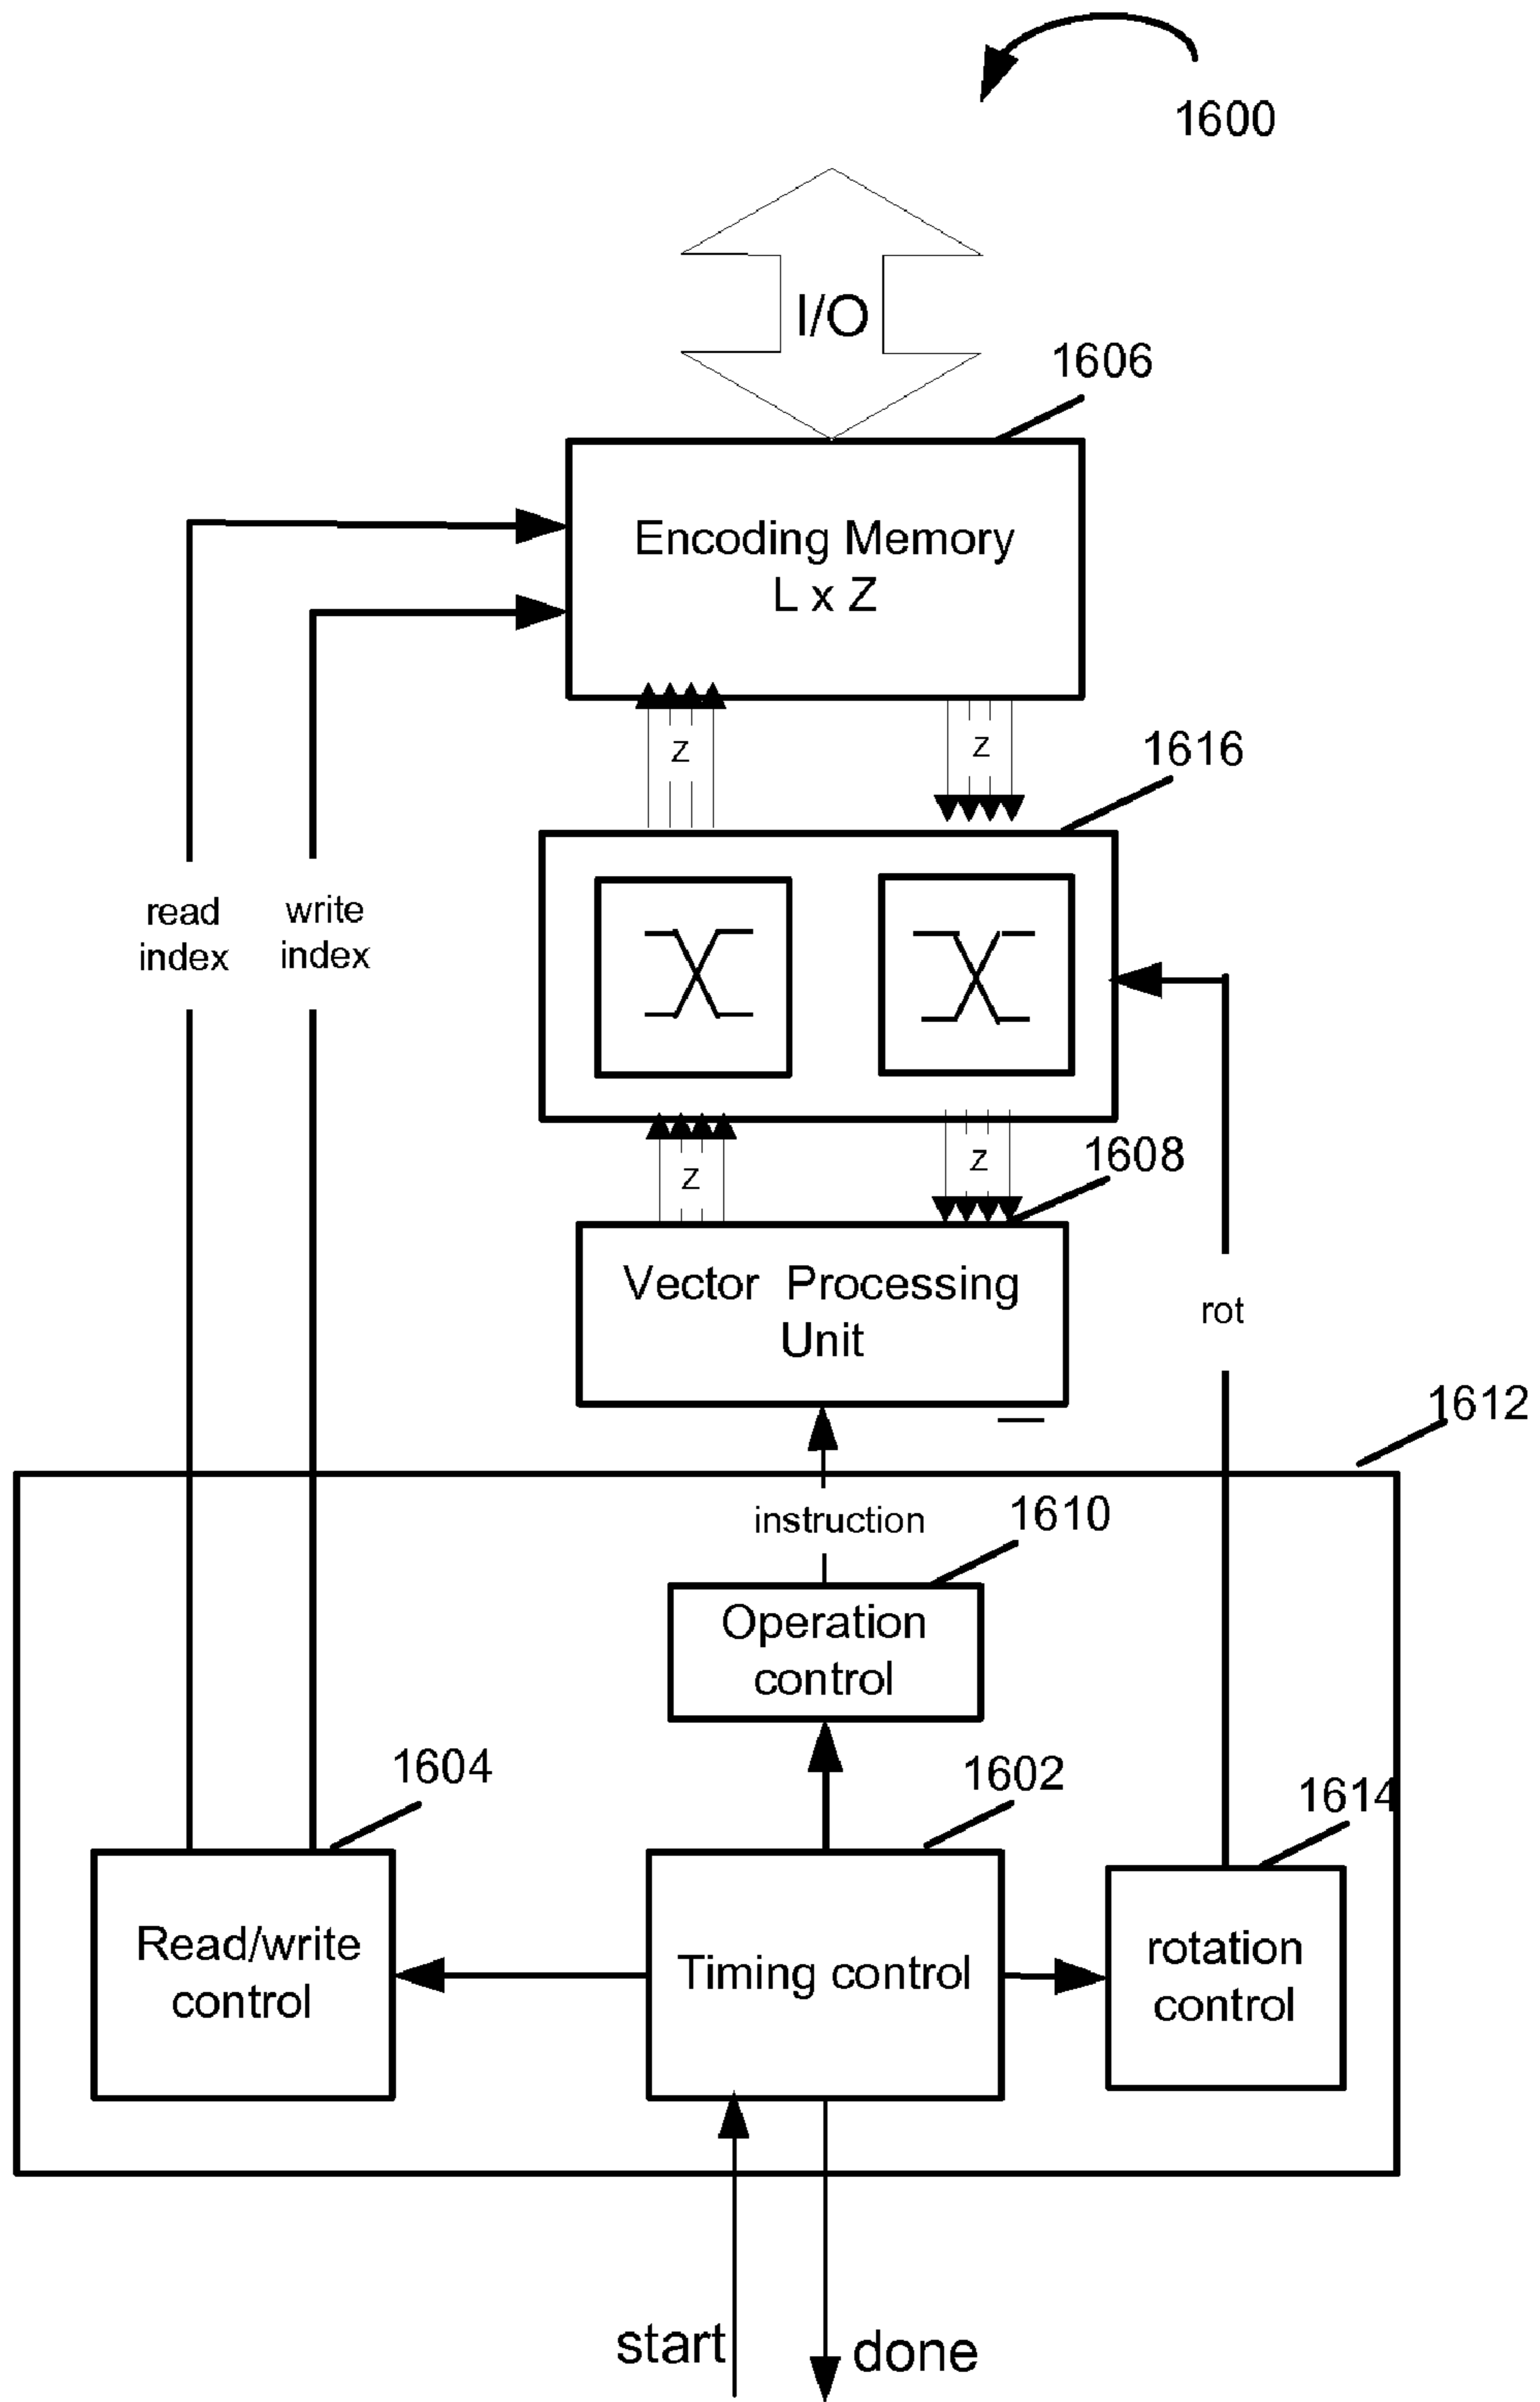 1600
I/O
1606
Encoding Memory
L x Z
z
z
1616
read
index
write
index
z
z
1608
Vector Processing
Unit
rot
1612
instruction
1610
Operation
control
1604
1602
1614
Read/write
control
Timing control
rotation
control
start
done